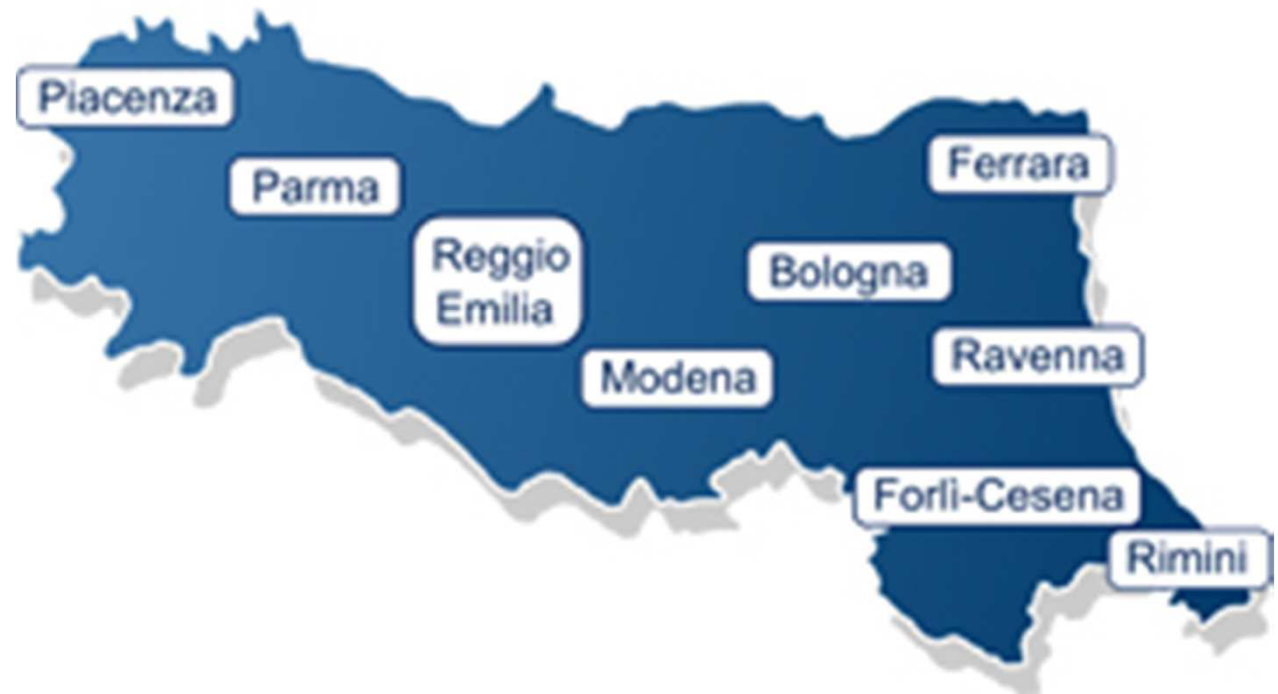 Piacenza
Parma
Ferrara
Reggio
Emilia
Bologna
Modena
Ravenna
Forlì-Cesena
Rimini